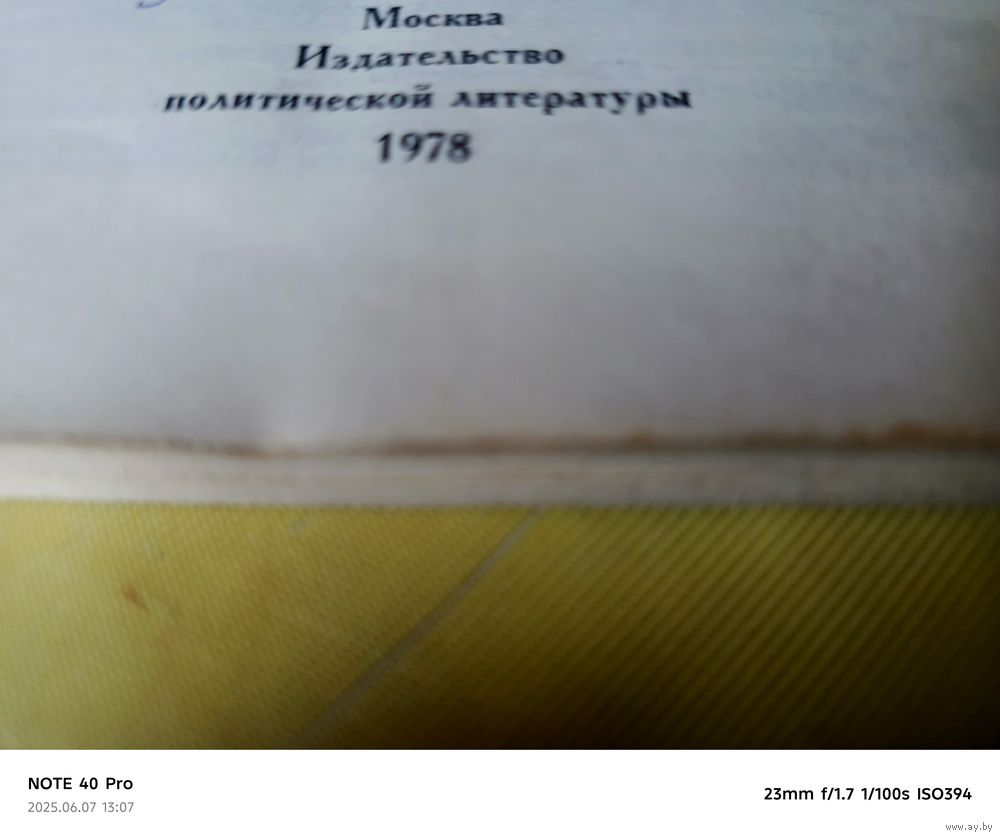 Москва
Издательство
политической литературы
1978
NOTE 40 Pro
2025.06.07 13:07
23mm f/1.7 1/100s ISO394
www.ay.by